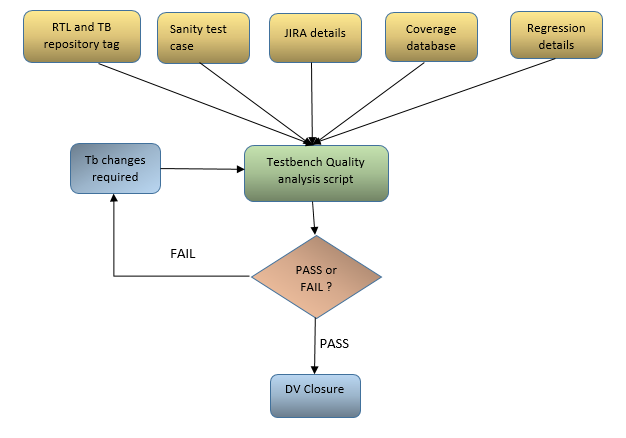 RTL and TB
repository tag
Sanity test
case
JIRA details
Coverage
database
Regression
details
Tb changes
required
Testbench Quality
analysis script
FAIL
PASS or
FAIL ?
PASS
DV Closure